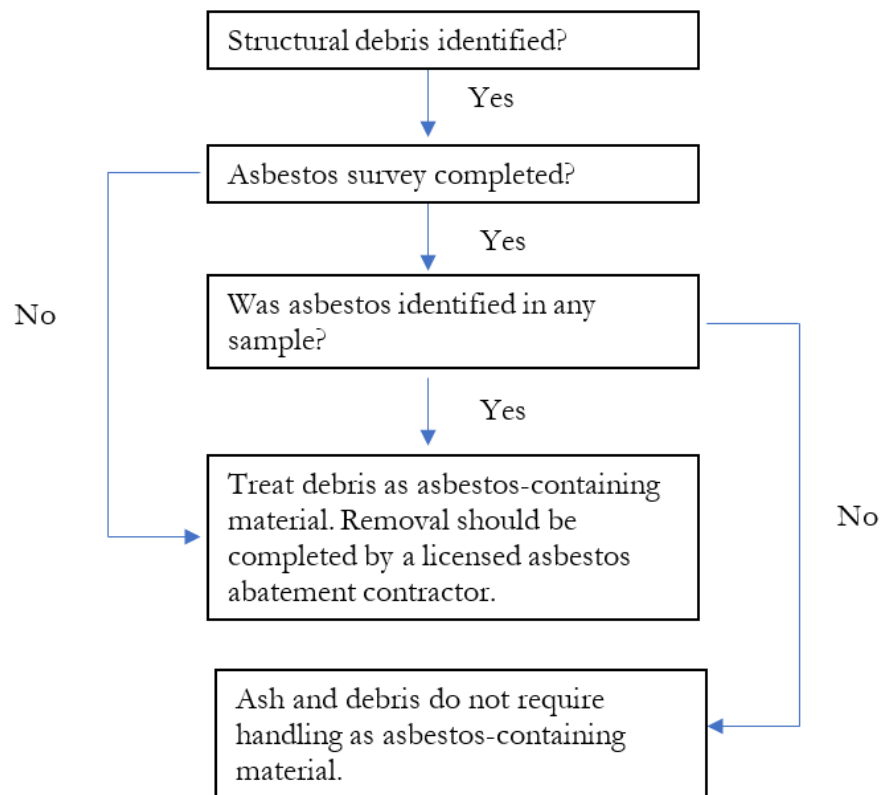 Structural debris identified?
Yes
Asbestos survey completed?
Yes
No
Was asbestos identified in any
sample?
Yes
Treat debris as asbestos-containing
material. Removal should be
completed by a licensed asbestos
abatement contractor.
No
Ash and debris do not require
handling as asbestos-containing
material.